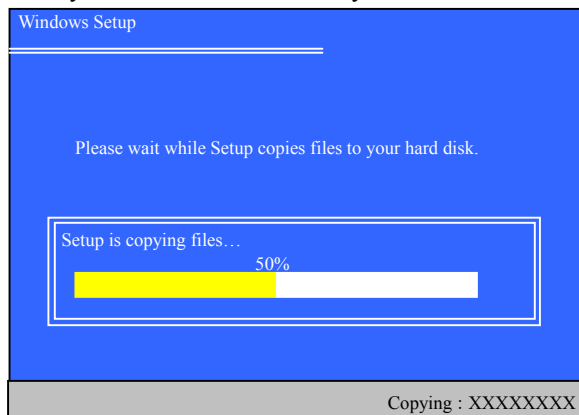 Windows Setup
Please wait while Setup copies files to your hard disk.
Setup is copying files…
50%
Copying : XXXXXXXX